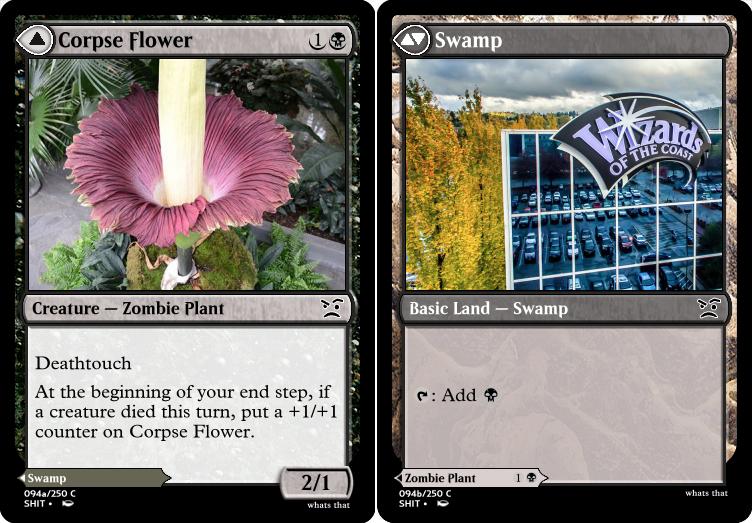 Corpse Flower 1
Creature — Zombie Plant
Deathtouch
At the beginning of your end step, if
a creature died this turn, put a +1/+1
counter on Corpse Flower.
Swamp
2/1
094a/250 C
SHIT •
whats that
Swamp
Wizards
OF THE COAST
Basic Land — Swamp
: Add
Zombie Plant 1
094b/250 C
SHIT •
whats that